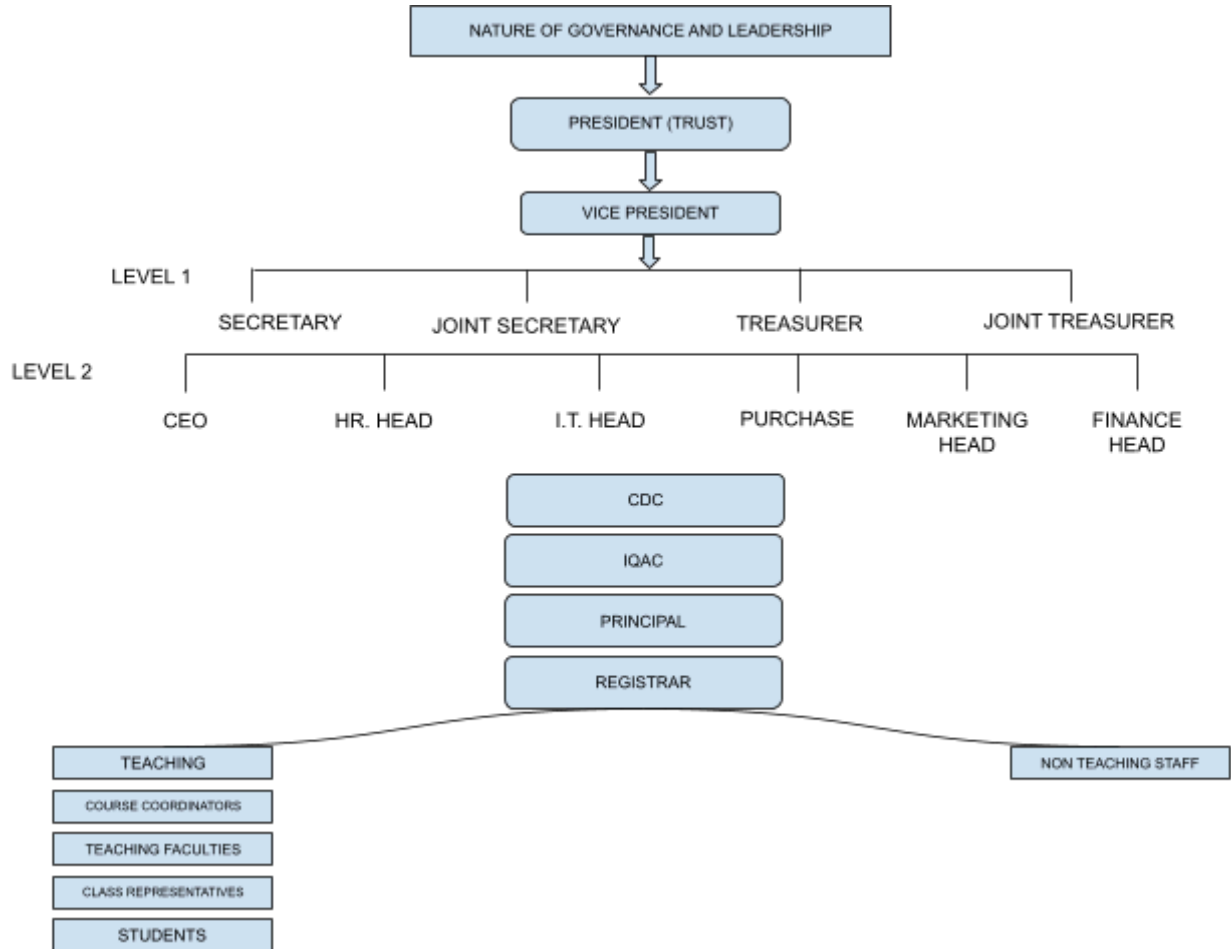 NATURE OF GOVERNANCE AND LEADERSHIP
PRESIDENT (TRUST)
VICE PRESIDENT
LEVEL 1
SECRETARY
JOINT SECRETARY
TREASURER
JOINT TREASURER
LEVEL 2
CEO
HR. HEAD
I.T. HEAD
PURCHASE
MARKETING
HEAD
FINANCE
HEAD
CDC
IQAC
PRINCIPAL
REGISTRAR
TEACHING
NON TEACHING STAFF
COURSE COORDINATORS
TEACHING FACULTIES
CLASS REPRESENTATIVES
STUDENTS